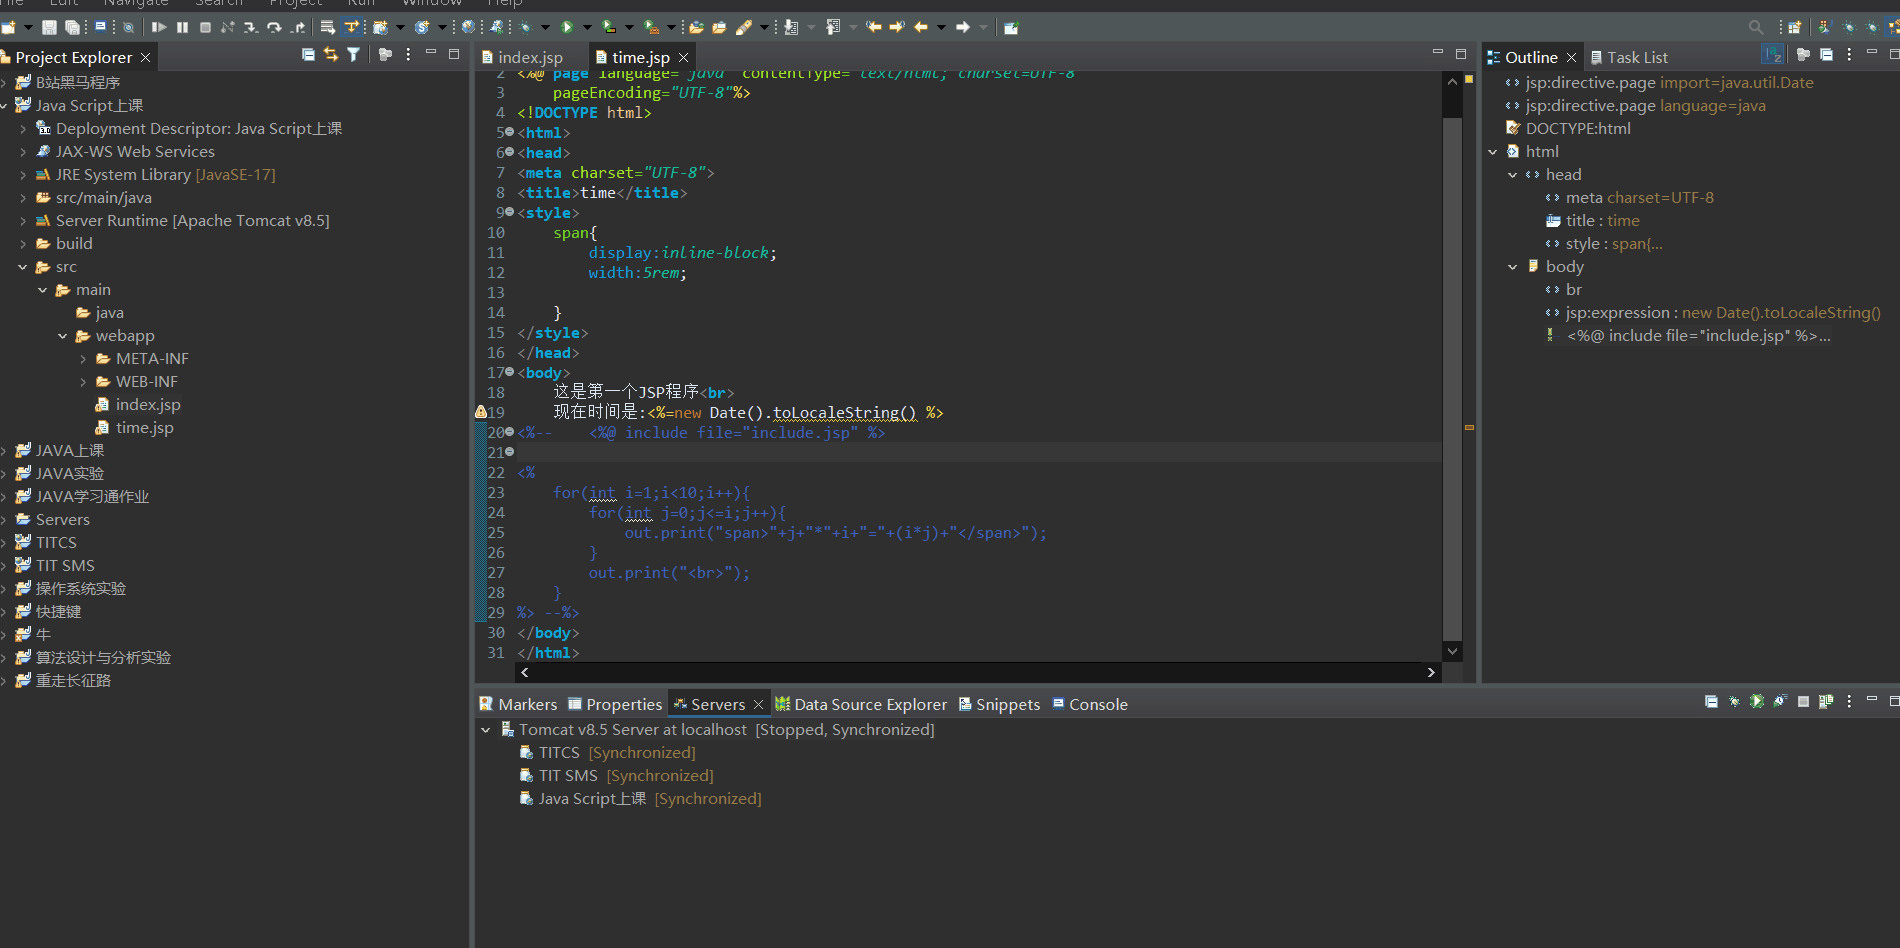 File Edit Navigate Search Project Run Window Help
Project Explorer
B站黑马程序
Java Script上课
Deployment Descriptor: Java Script上课
JAX-WS Web Services
JRE System Library [JavaSE-17]
src/main/java
Server Runtime [Apache Tomcat v8.5]
build
src
main
java
webapp
META-INF
WEB-INF
index.jsp
time.jsp
JAVA上课
JAVA实验
JAVA学习通作业
Servers
TITCS
TIT SMS
操作系统实验
快捷键
牛
算法设计与分析实验
重走长征路
index.jsp
time.jsp
2 <%@ page language="java" contentType="text/html; charset=UTF-8"
3 pageEncoding="UTF-8"%>
4 <!DOCTYPE html>
5 <html>
6 <head>
7 <meta charset="UTF-8">
8 <title>time</title>
9 <style>
10 span{
11 display:inline-block;
12 width:5rem;
13
14 }
15 </style>
16 </head>
17 <body>
18 这是第一个JSP程序<br>
19 现在时间是:<%=new Date().toLocaleString() %>
20 <%-- <%@ include file="include.jsp" %>
21
22 <%
23 for(int i=1;i<10;i++){
24 for(int j=0;j<=i;j++){
25 out.print("span>"+j+"*"+i+"="+(i*j)+"</span>");
26 }
27 out.print("<br>");
28 }
29 %> --%>
30 </body>
31 </html>
Outline
Task List
jsp:directive.page import=java.util.Date
jsp:directive.page language=java
DOCTYPE:html
html
head
meta charset=UTF-8
title : time
style : span{...
body
br
jsp:expression : new Date().toLocaleString()
<%@ include file="include.jsp" %>...
Markers Properties Servers Data Source Explorer Snippets Console
Tomcat v8.5 Server at localhost [Stopped, Synchronized]
TITCS [Synchronized]
TIT SMS [Synchronized]
Java Script上课 [Synchronized]